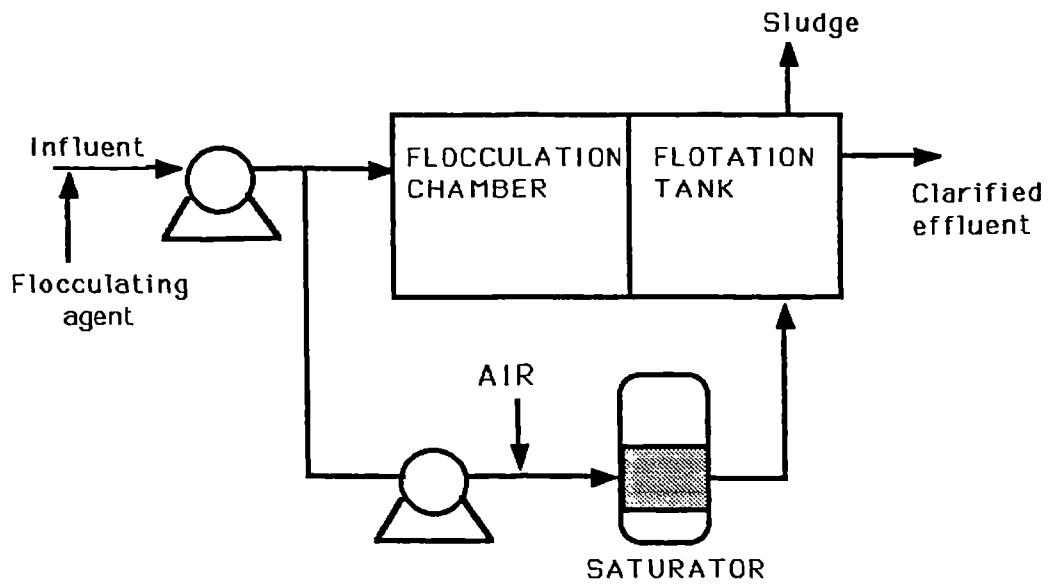 Sludge
Influent
FLOCCULATION
CHAMBER
FLOTATION
TANK
Clarified
effluent
Flocculating
agent
AIR
SATURATOR